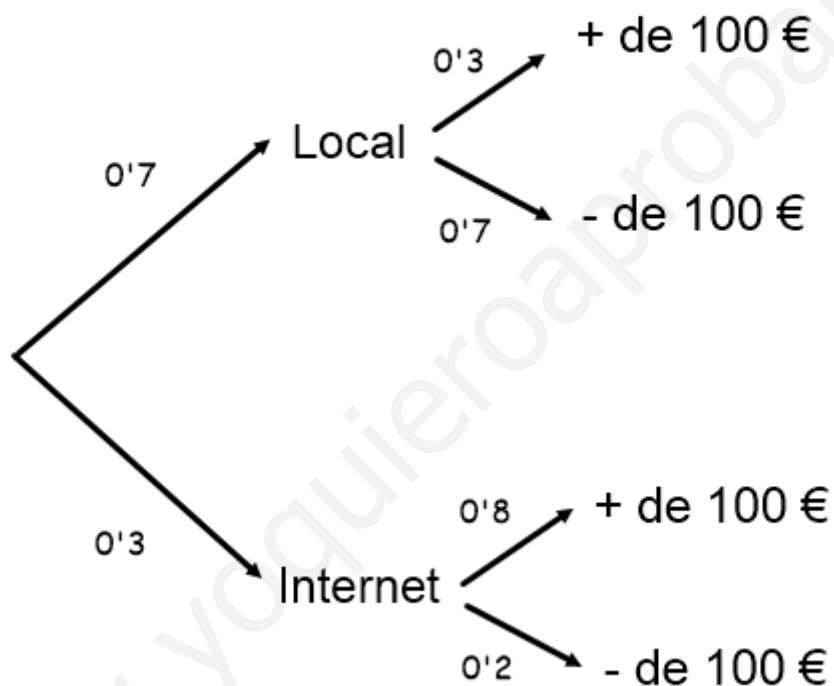 + de 100 €
0'3
Local
0'7
0'7
- de 100 €
0'3
Internet
0'8
+ de 100 €
0'2
- de 100 €
yoquieroaproba